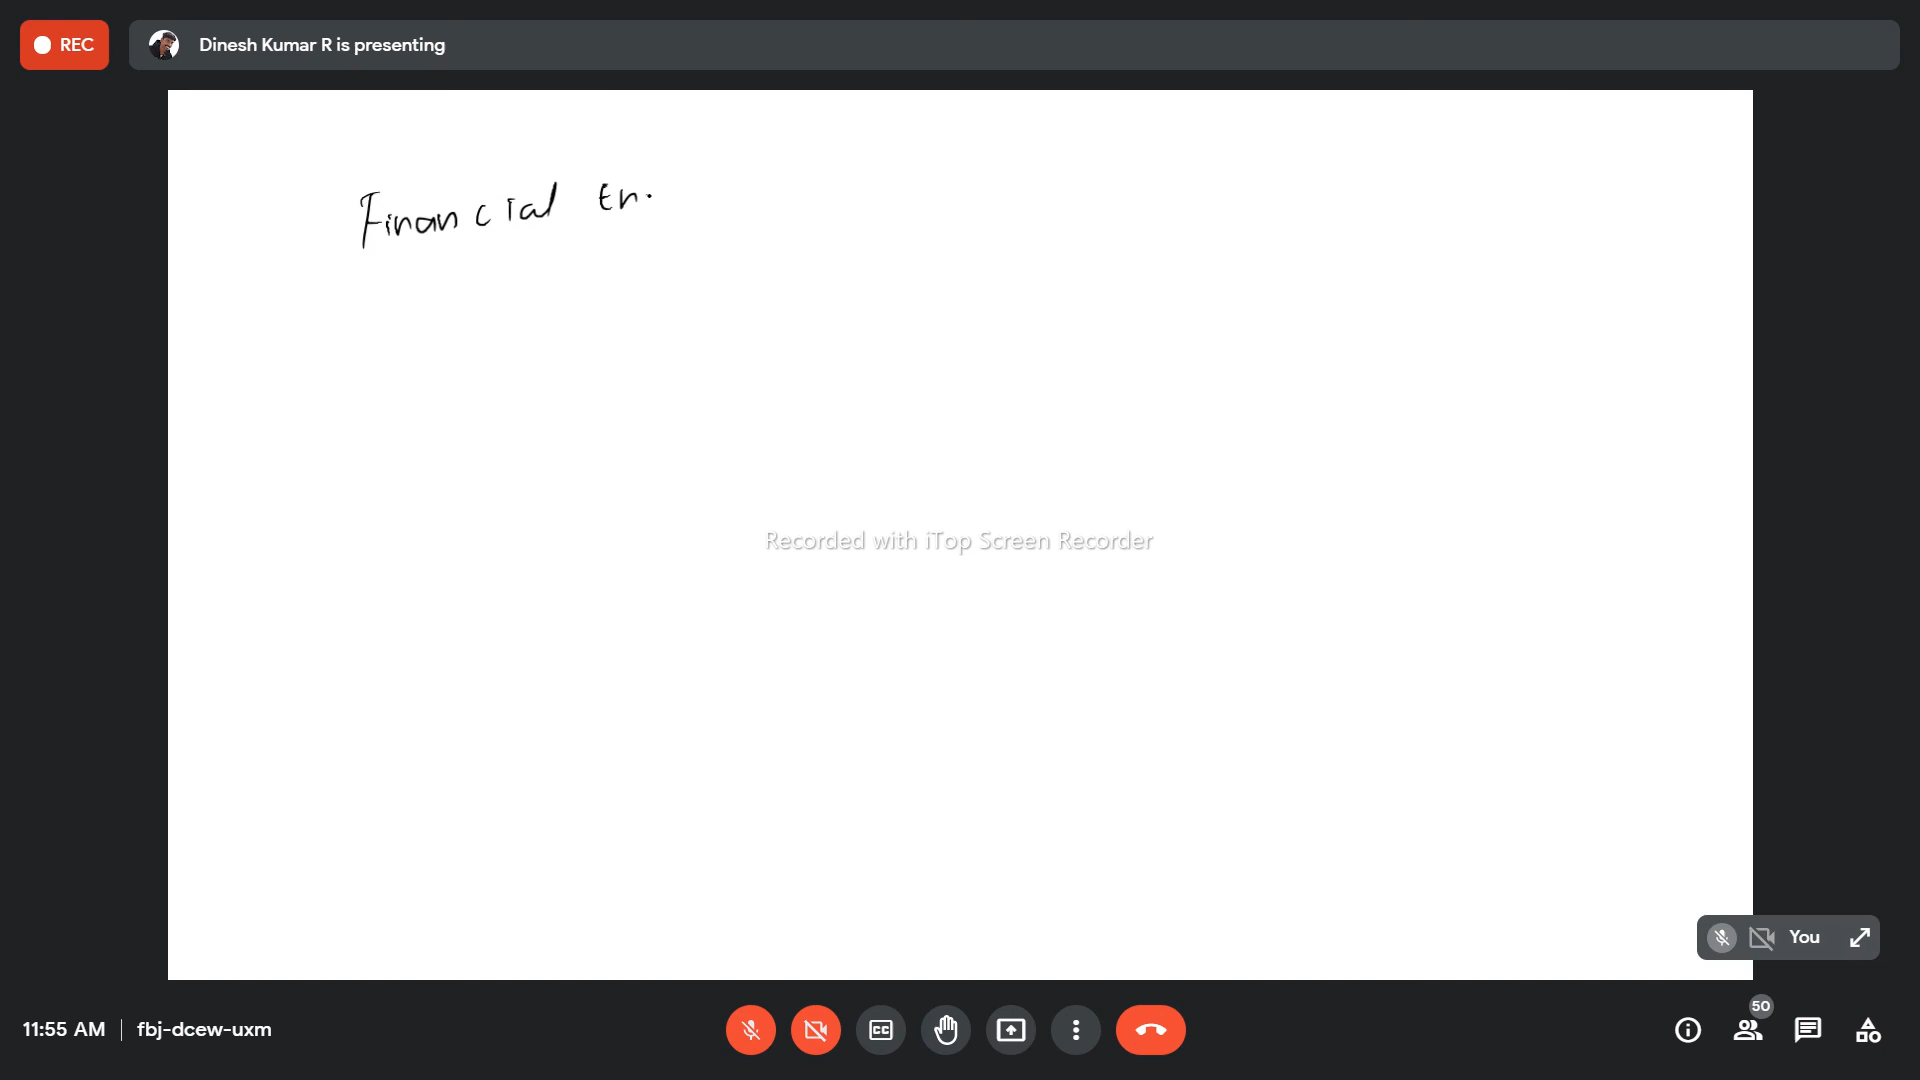 REC
Dinesh Kumar R is presenting
Financial En.
Recorded with iTop Screen Recorder
You
50
11:55 AM | fbj-dcew-uxm
CC